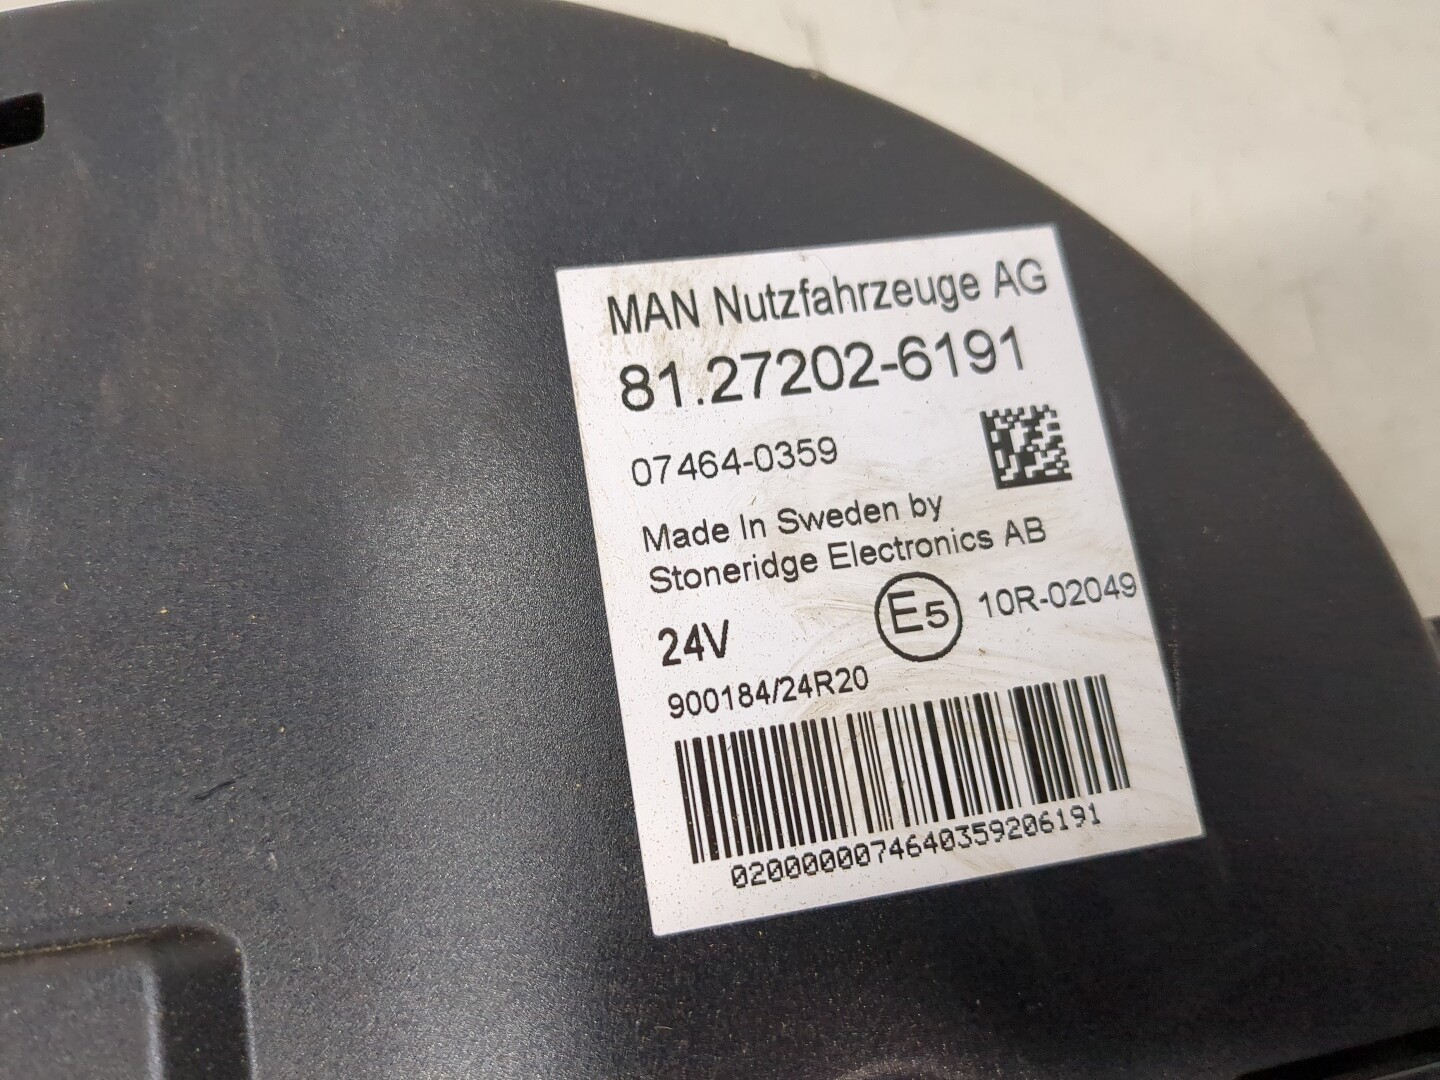 MAN Nutzfahrzeuge AG
81.27202-6191
07464-0359
Made In Sweden by
Stoneridge Electronics AB
E5 10R-02049
24V
900184/24R20
02000000074640359206191